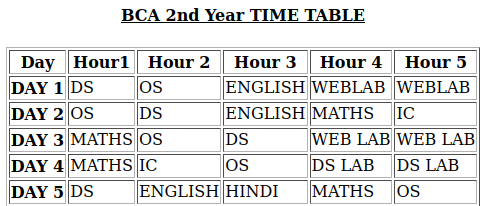 BCA 2nd Year TIME TABLE
Day Hour1 Hour 2 Hour 3 Hour 4 Hour 5
DAY 1 DS OS ENGLISH WEBLAB WEBLAB
DAY 2 OS DS ENGLISH MATHS IC
DAY 3 MATHS OS DS WEB LAB WEB LAB
DAY 4 MATHS IC OS DS LAB DS LAB
DAY 5 DS ENGLISH HINDI MATHS OS